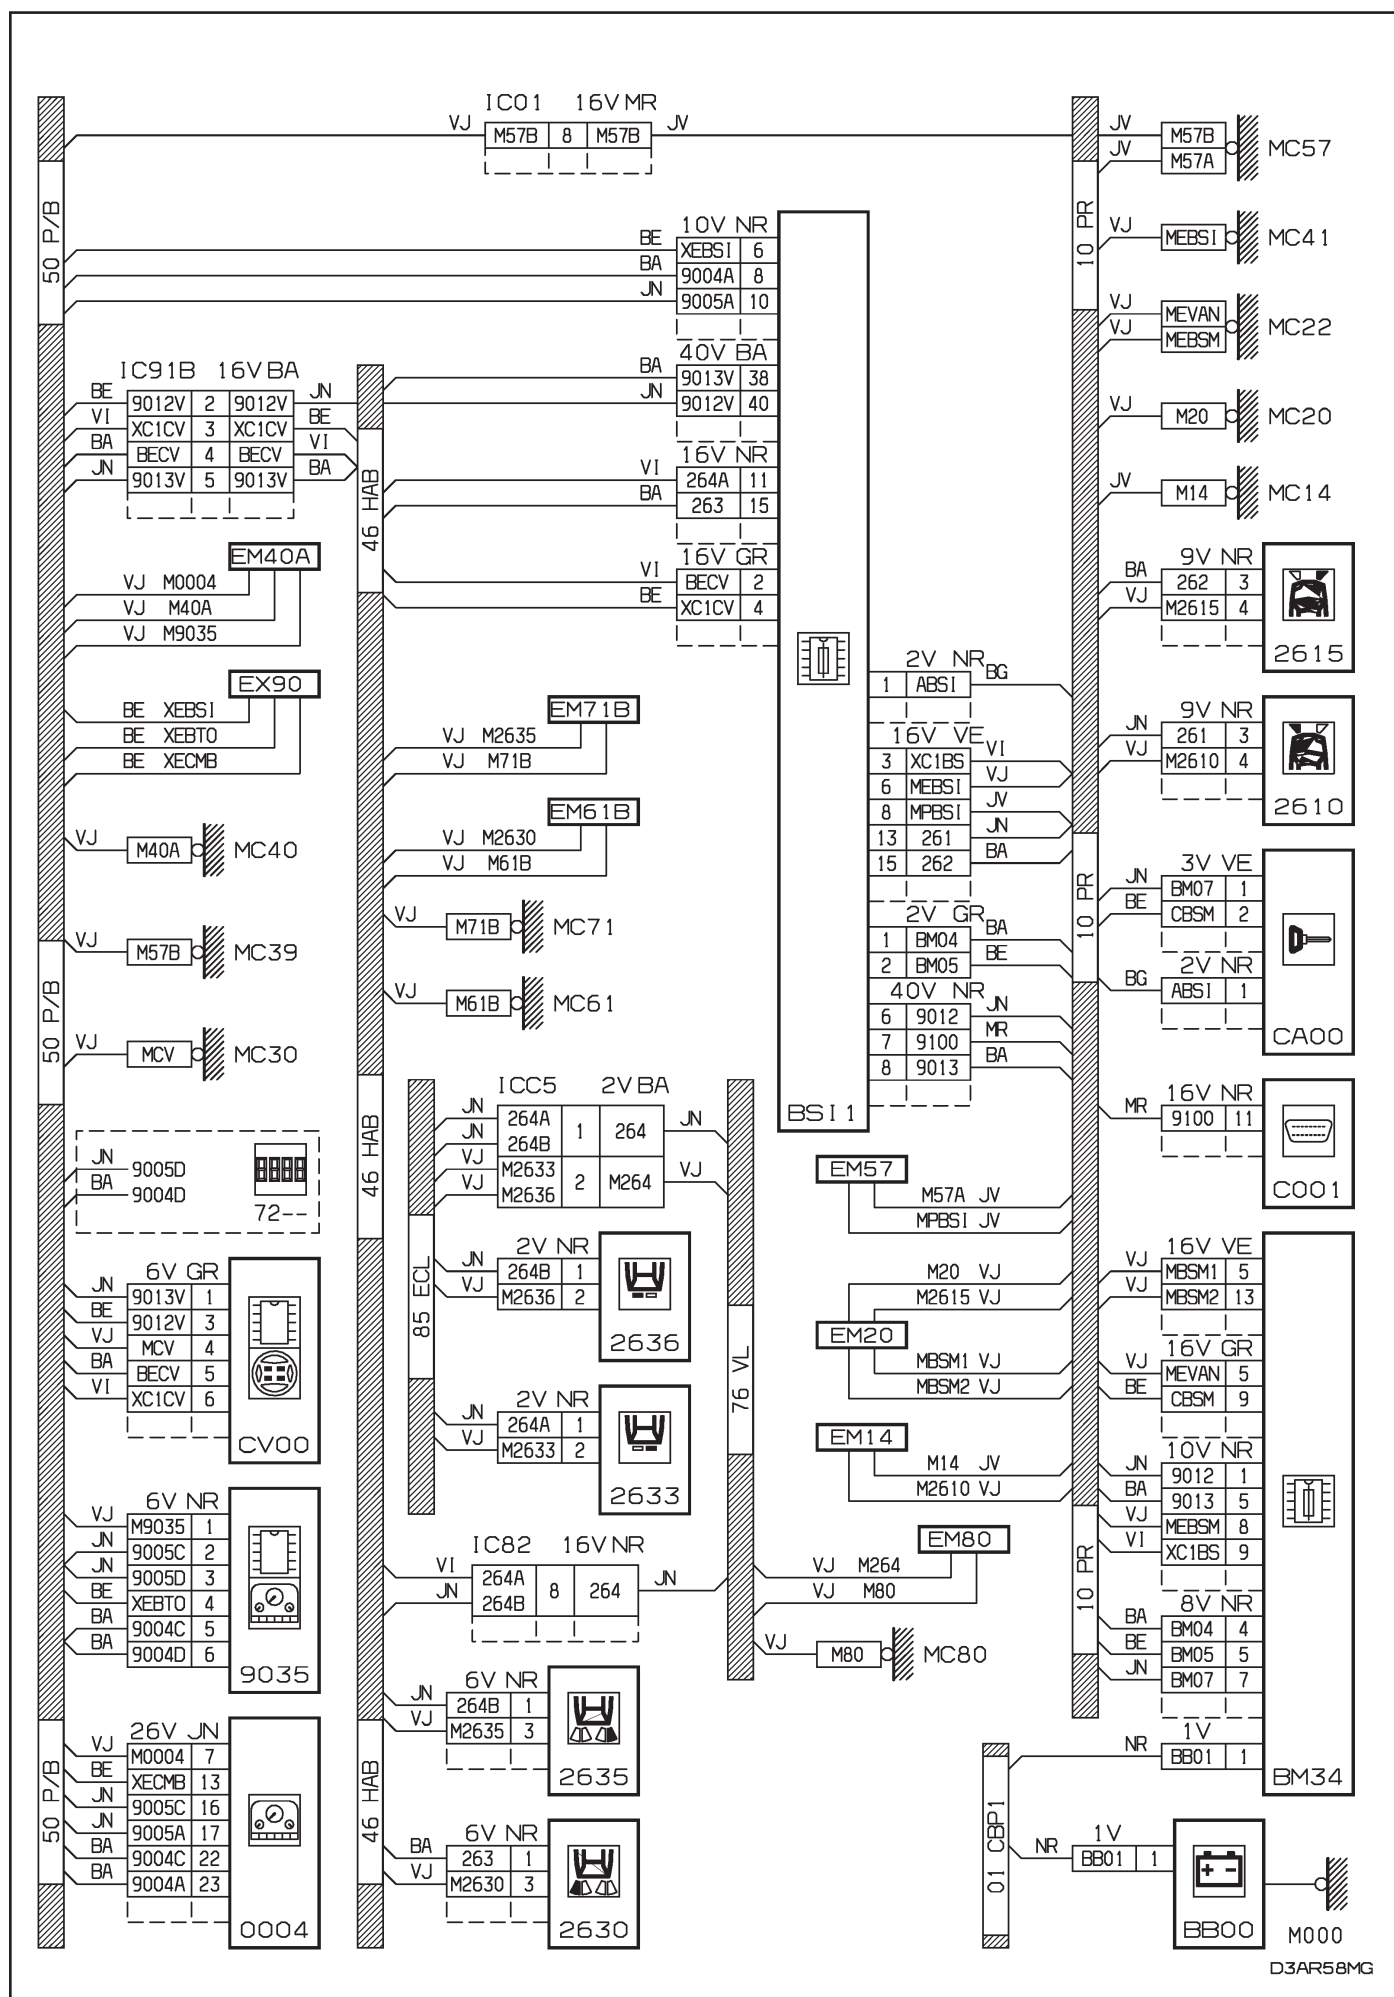 IC01 16V MR
VJ M57B 8 M57B JV
JV M57B
JV M57A
MC57
50 P/B
10 PR
10V NR
BE XEBSI 6
BA 9004A 8
JN 9005A 10
VJ MEBSI MC41
VJ MEVAN
VJ MEBSM
MC22
40V BA
BA 9013V 38
JN 9012V 40
IC91B 16V BA
BE 9012V 2 9012V JN
VI XC1CV 3 XC1CV BE
BA BECV 4 BECV VI
JN 9013V 5 9013V BA
VJ M20 MC20
46 HAB
16V NR
VI 264A 11
BA 263 15
JV M14 MC14
EM40A
VJ M0004
VJ M40A
VJ M9035
16V GR
VI BECV 2
BE XC1CV 4
9V NR
BA 262 3
VJ M2615 4
2615
EX90
BE XEBSI
BE XEBTO
BE XECMB
2V NR
1 ABSI BG
EM71B
VJ M2635
VJ M71B
16V VE
3 XC1BS VI
6 MEBSI VJ
8 MPBSI JV
13 261 JN
15 262 BA
9V NR
JN 261 3
VJ M2610 4
2610
EM61B
VJ M2630
VJ M61B
VJ M40A MC40
3V VE
JN BM07 1
BE CBSM 2
2V NR
BG ABSI 1
CA00
10 PR
VJ M71B MC71
2V GR
1 BM04 BA
2 BM05 BE
VJ M57B MC39
VJ M61B MC61
40V NR
6 9012 JN
7 9100 MR
8 9013 BA
BSI1
50 P/B
VJ MCV MC30
46 HAB
ICC5 2V BA
JN 264A
JN 264B
1 264 JN
VJ M2633
VJ M2636
2 M264 VJ
16V NR
MR 9100 11
C001
JN 9005D
BA 9004D
72--
EM57
M57A JV
MPBSI JV
85 ECL
2V NR
JN 264B 1
VJ M2636 2
2636
6V GR
JN 9013V 1
BE 9012V 3
VJ MCV 4
BA BECV 5
VI XC1CV 6
CV00
M20 VJ
M2615 VJ
EM20
MBSM1 VJ
MBSM2 VJ
76 VL
16V VE
VJ MBSM1 5
VJ MBSM2 13
16V GR
VJ MEVAN 5
BE CBSM 9
2V NR
JN 264A 1
VJ M2633 2
2633
EM14
M14 JV
M2610 VJ
10V NR
JN 9012 1
BA 9013 5
VJ MEBSM 8
VI XC1BS 9
6V NR
VJ M9035 1
JN 9005C 2
JN 9005D 3
BE XEBTO 4
BA 9004C 5
BA 9004D 6
9035
IC82 16V NR
VI 264A
JN 264B
8 264 JN
EM80
VJ M264
VJ M80
VJ M80 MC80
10 PR
8V NR
BA BM04 4
BE BM05 5
JN BM07 7
6V NR
JN 264B 1
VJ M2635 3
2635
1V
NR BB01 1
BM34
50 P/B
26V JN
VJ M0004 7
BE XECMB 13
JN 9005C 16
JN 9005A 17
BA 9004C 22
BA 9004A 23
0004
46 HAB
6V NR
BA 263 1
VJ M2630 3
2630
01 CBP1
1V
NR BB01 1
BB00
+ -
M000
D3AR58MG